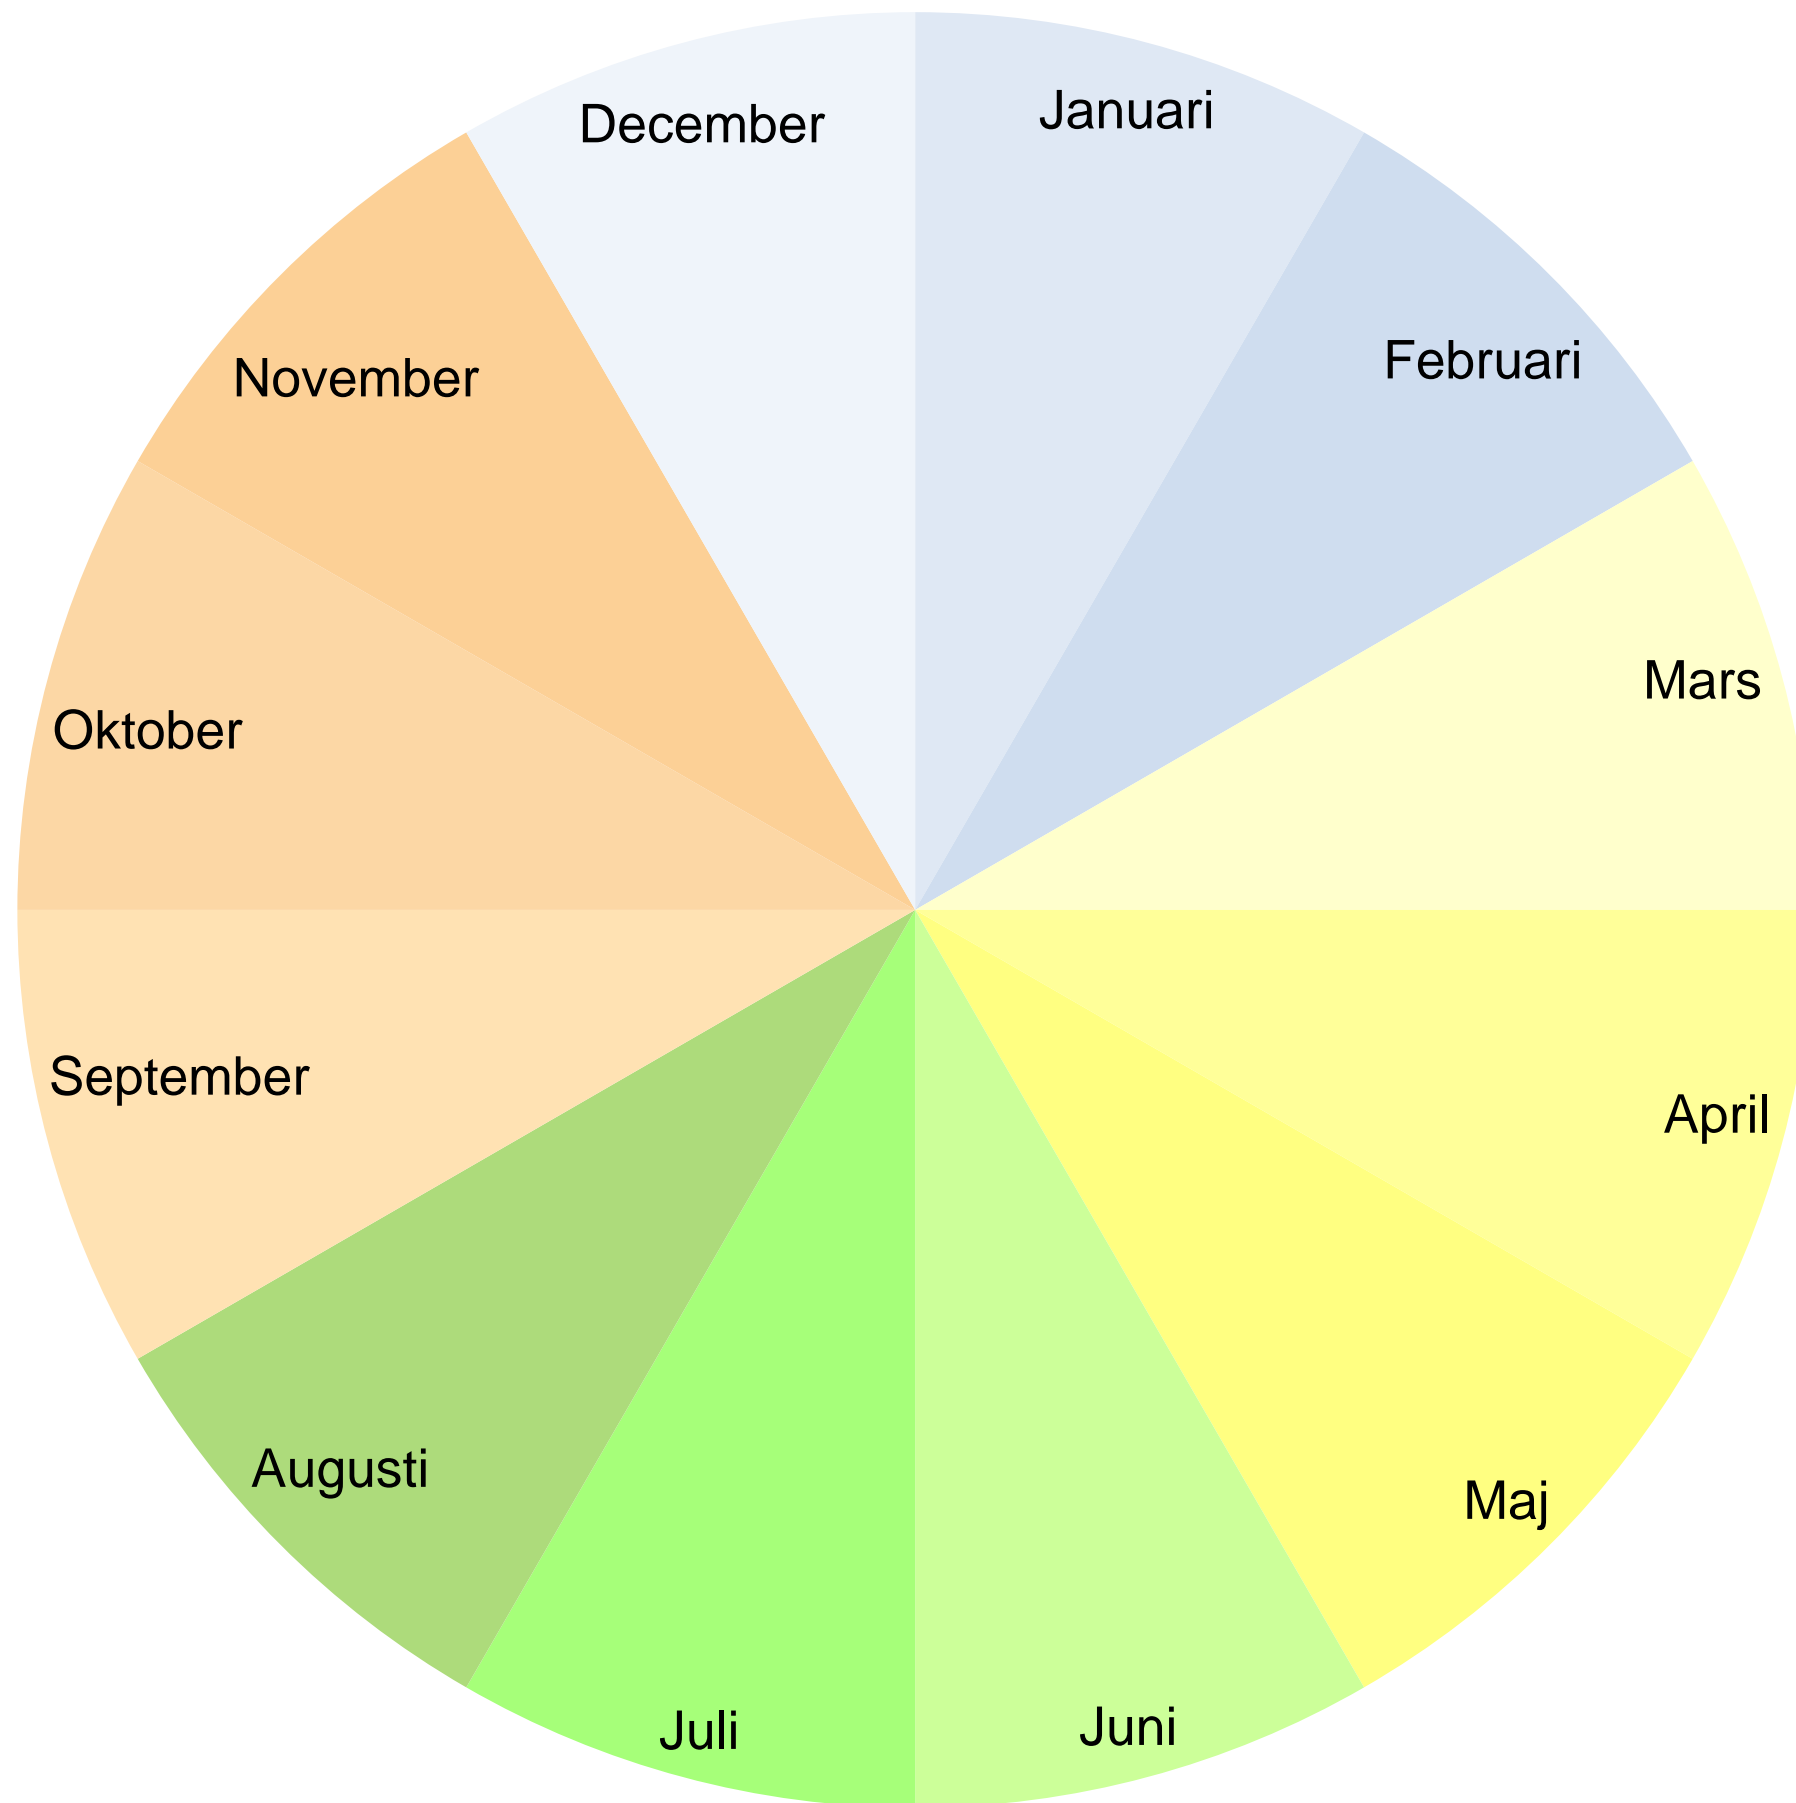 Januari
Februari
Mars
April
Maj
Juni
Juli
Augusti
September
Oktober
November
December